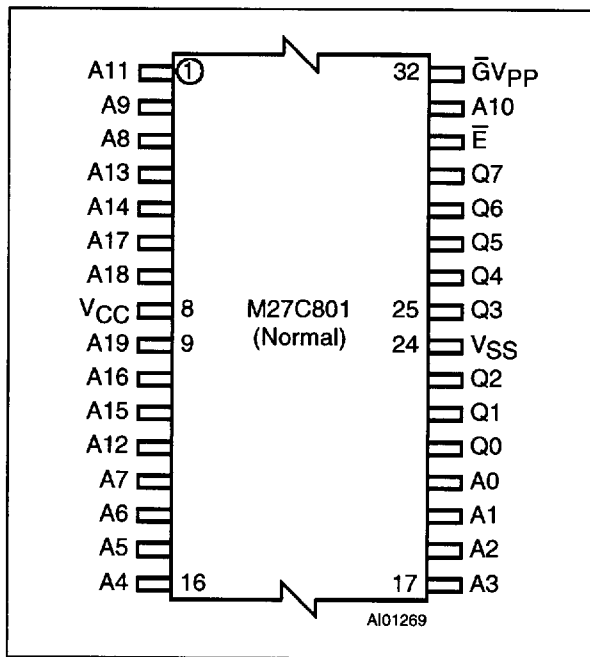 A11 1 32 G̅VPP
A9 A10
A8 E̅
A13 Q7
A14 Q6
A17 Q5
A18 Q4
VCC 8 M27C801 25 Q3
A19 9 (Normal) 24 VSS
A16 Q2
A15 Q1
A12 Q0
A7 A0
A6 A1
A5 A2
A4 16 17 A3
AI01269